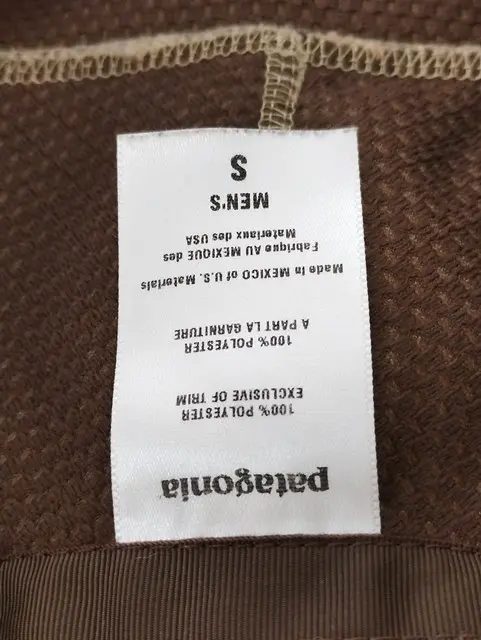 patagonia
100% POLYESTER
EXCLUSIVE OF TRIM
100% POLYESTER
A PART LA GARNITURE
Made in MEXICO of U.S. Materials
Fabrique AU MEXIQUE des
Materiaux des USA
MEN'S
S